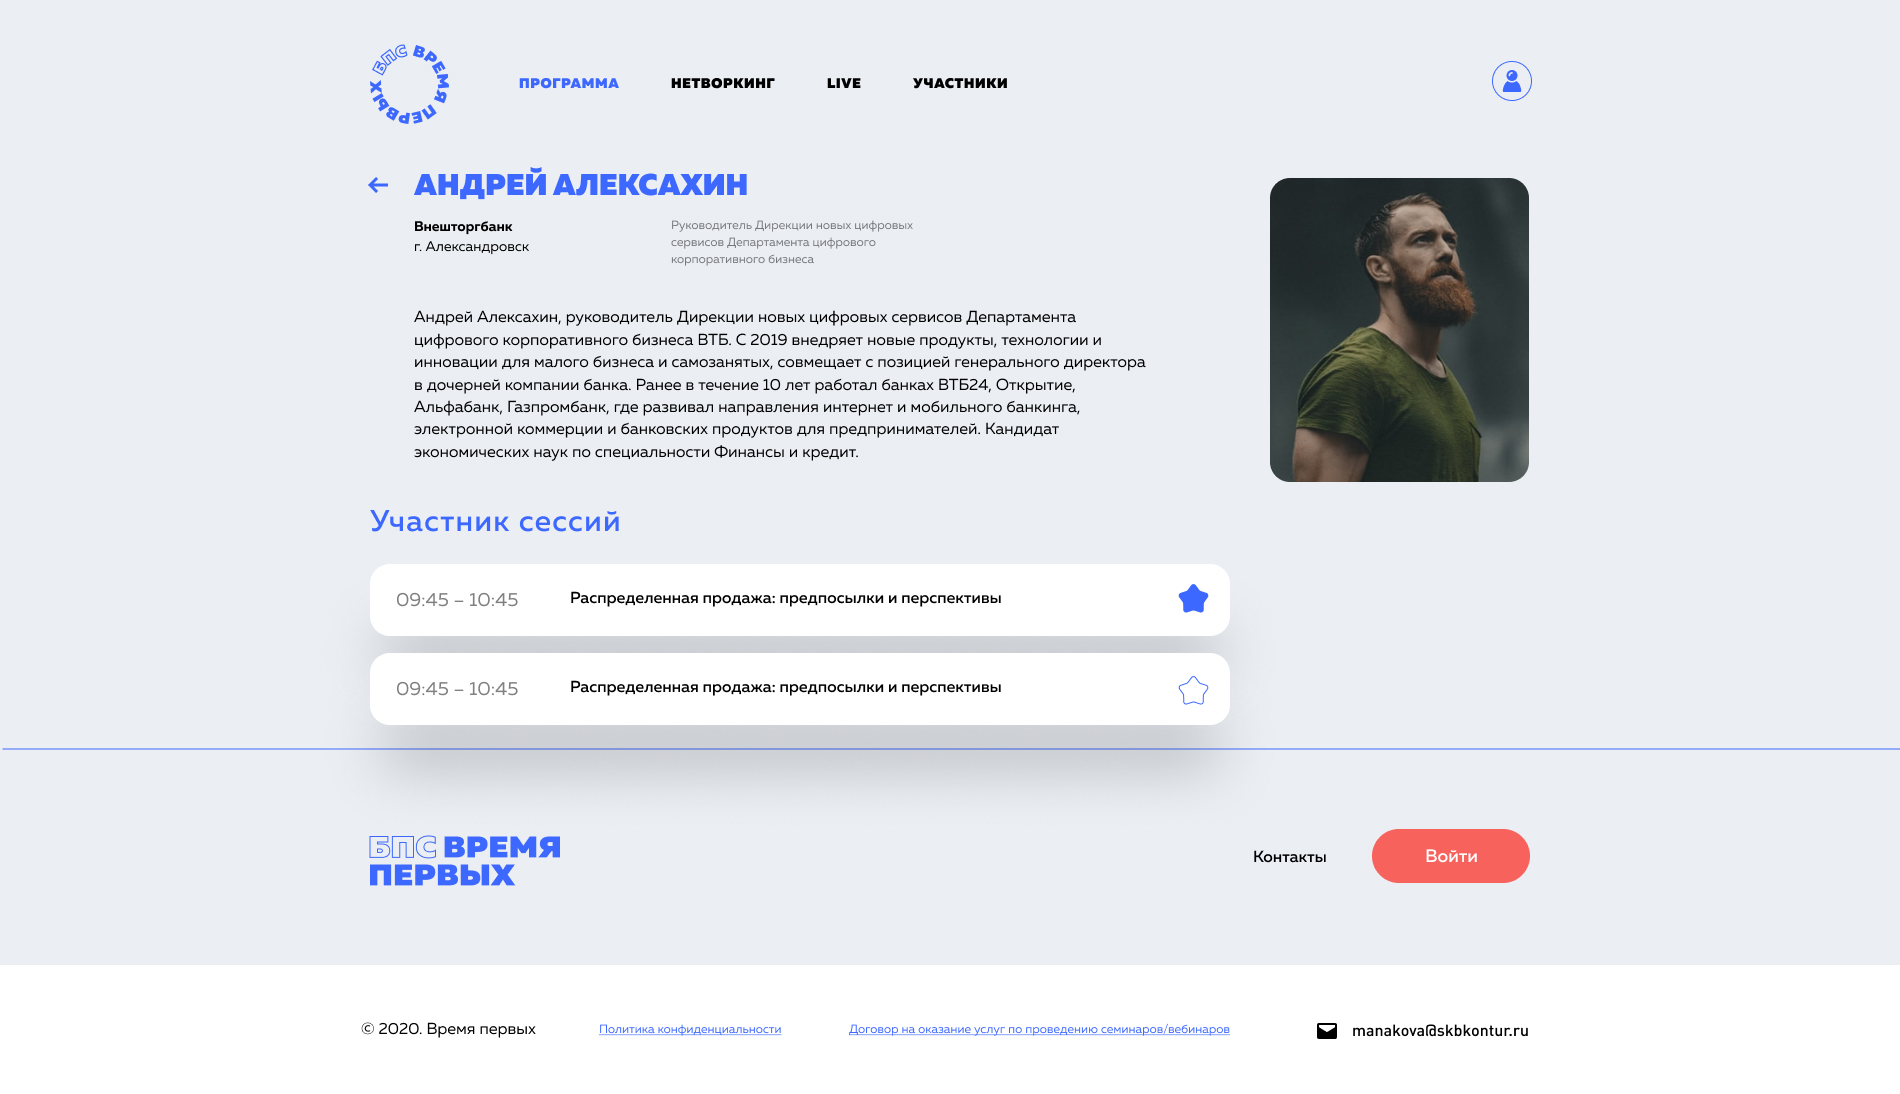 БПС ВРЕМЯ ПЕРВЫХ
ПРОГРАММА
НЕТВОРКИНГ
LIVE
УЧАСТНИКИ
АНДРЕЙ АЛЕКСАХИН
Внешторгбанк
г. Александровск
Руководитель Дирекции новых цифровых
сервисов Департамента цифрового
корпоративного бизнеса
Андрей Алексахин, руководитель Дирекции новых цифровых сервисов Департамента
цифрового корпоративного бизнеса ВТБ. С 2019 внедряет новые продукты, технологии и
инновации для малого бизнеса и самозанятых, совмещает с позицией генерального директора
в дочерней компании банка. Ранее в течение 10 лет работал банках ВТБ24, Открытие,
Альфабанк, Газпромбанк, где развивал направления интернет и мобильного банкинга,
электронной коммерции и банковских продуктов для предпринимателей. Кандидат
экономических наук по специальности Финансы и кредит.
Участник сессий
09:45 – 10:45
Распределенная продажа: предпосылки и перспективы
09:45 – 10:45
Распределенная продажа: предпосылки и перспективы
БПС ВРЕМЯ
ПЕРВЫХ
Контакты
Войти
© 2020. Время первых
Политика конфиденциальности
Договор на оказание услуг по проведению семинаров/вебинаров
manakova@skbkontur.ru